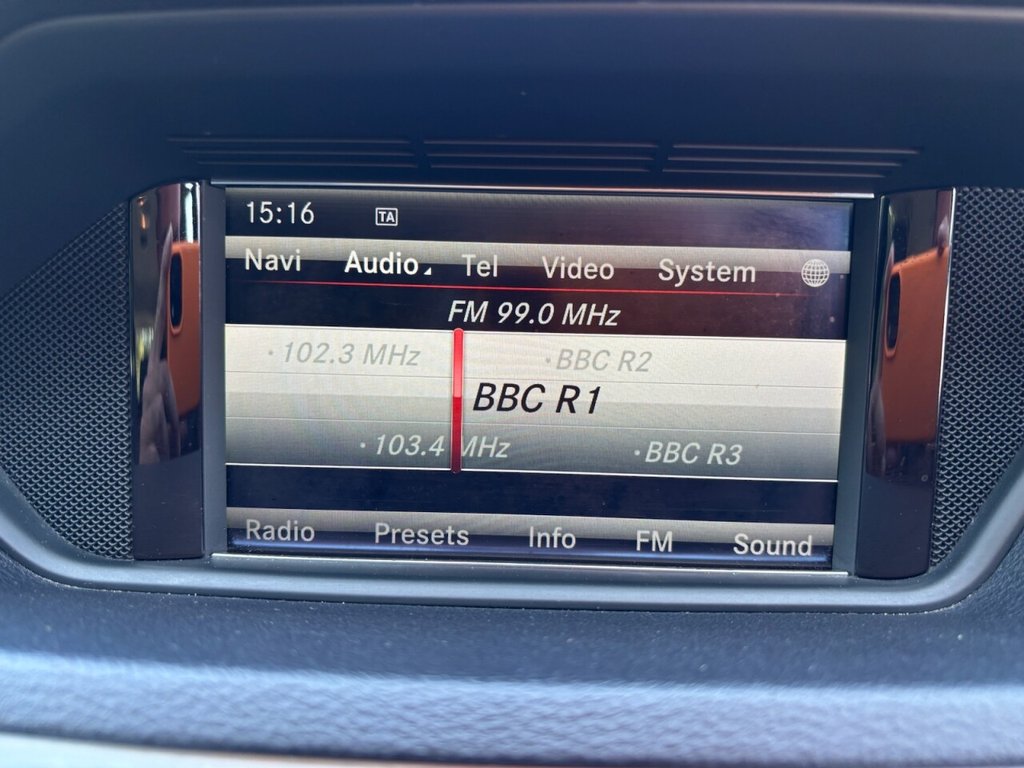 15:16 TA
Navi Audio Tel Video System
FM 99.0 MHz
102.3 MHz BBC R2
BBC R1
103.4 MHz BBC R3
Radio Presets Info FM Sound